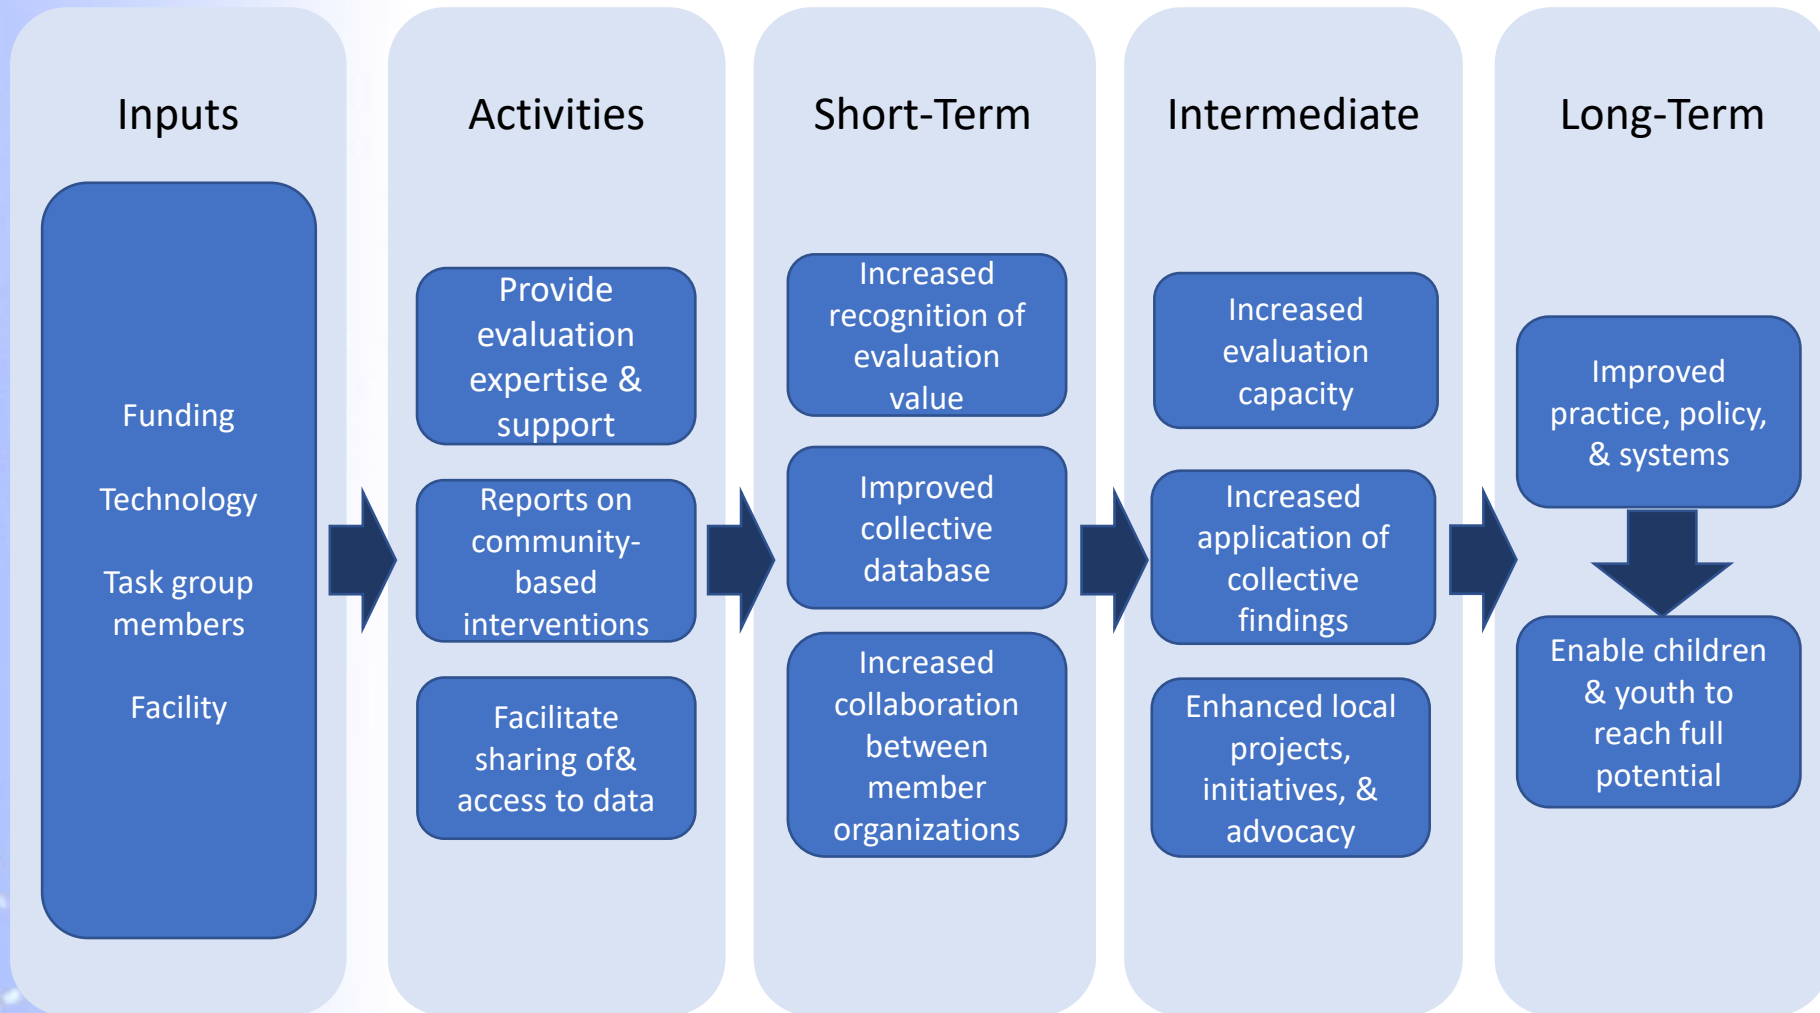 Inputs
Funding
Technology
Task group
members
Facility
Activities
Provide
evaluation
expertise &
support
Reports on
community-
based
interventions
Facilitate
sharing of&
access to data
Short-Term
Increased
recognition of
evaluation
value
Improved
collective
database
Increased
collaboration
between
member
organizations
Intermediate
Increased
evaluation
capacity
Increased
application of
collective
findings
Enhanced local
projects,
initiatives, &
advocacy
Long-Term
Improved
practice, policy,
& systems
Enable children
& youth to
reach full
potential